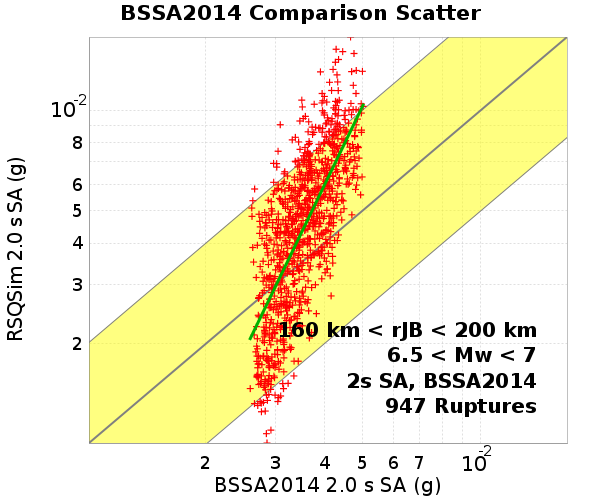 BSSA2014 Comparison Scatter
RSQSim 2.0 s SA (g)
10-2
8
6
5
4
3
2
160 km < rJB < 200 km
6.5 < Mw < 7
2s SA, BSSA2014
947 Ruptures
2 3 4 5 6 7 10-2
BSSA2014 2.0 s SA (g)